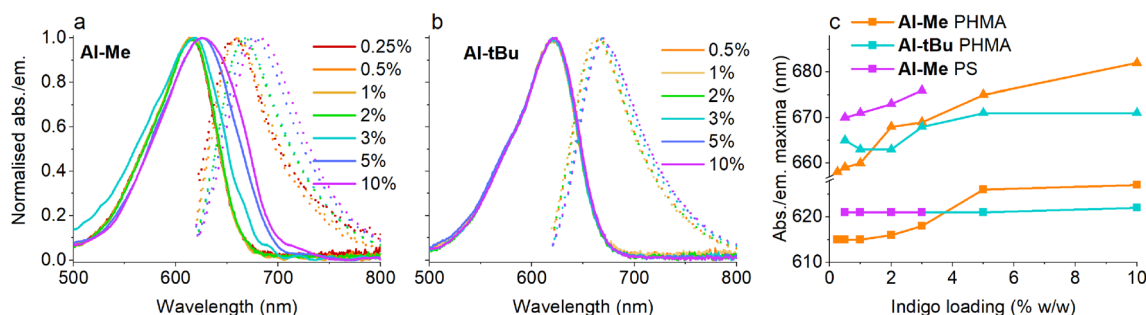 a
Al-Me
Normalised abs./em.
1.0
0.8
0.6
0.4
0.2
0.0
500
600
700
800
Wavelength (nm)
0.25%
0.5%
1%
2%
3%
5%
10%
b
Al-tBu
500
600
700
800
Wavelength (nm)
0.5%
1%
2%
3%
5%
10%
c
Al-Me PHMA
Al-tBu PHMA
Al-Me PS
Abs./em. maxima (nm)
680
670
660
620
610
0
2
4
6
8
10
Indigo loading (% w/w)